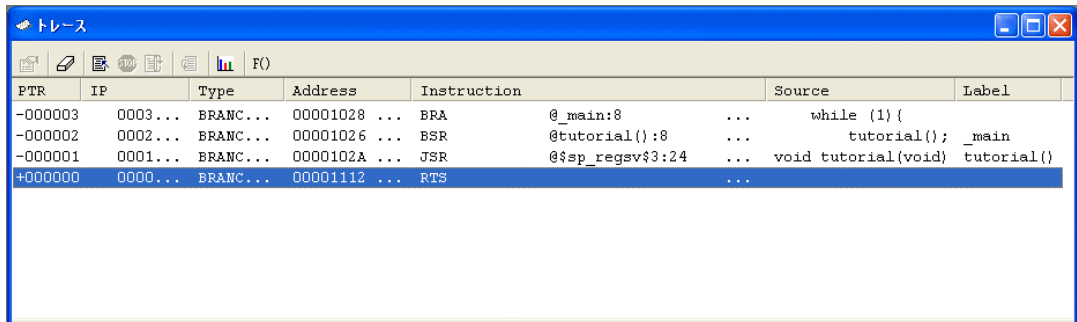 トレース
STOP F()
PTR IP Type Address Instruction Source Label
-000003 0003... BRANC... 00001028 ... BRA @_main:8 ... while (1){
-000002 0002... BRANC... 00001026 ... BSR @tutorial():8 ... tutorial(); _main
-000001 0001... BRANC... 0000102A ... JSR @$sp_regsv$3:24 ... void tutorial(void) tutorial()
+000000 0000... BRANC... 00001112 ... RTS ...